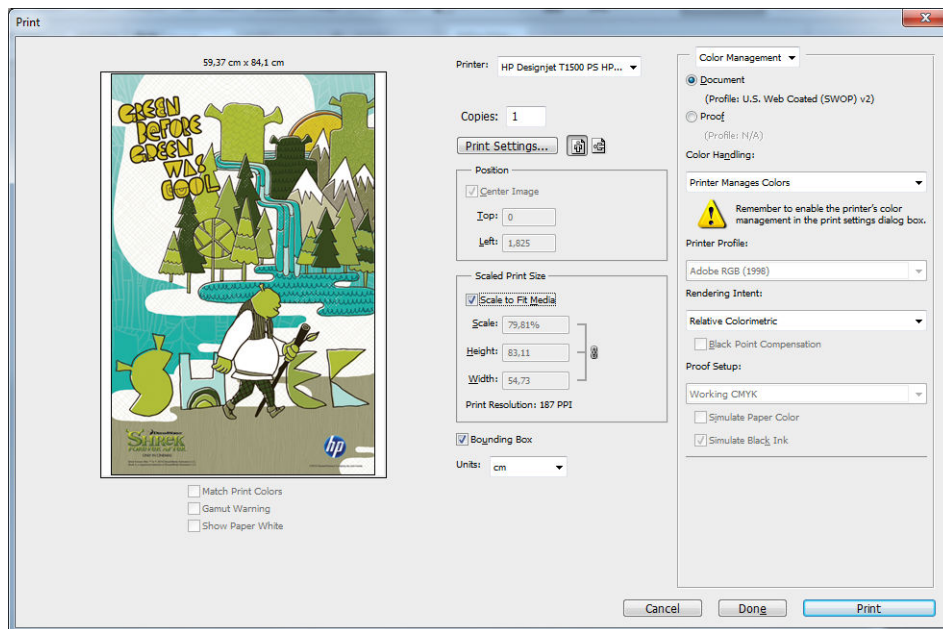 Print
59,37 cm x 84,1 cm
GREEN
BEFORE
GREEN
WAS
COOL
SHREK
DREAMWORKS
SHREK
FOREVER AFTER
hp
Match Print Colors
Gamut Warning
Show Paper White
Printer: HP Designjet T1500 PS HP...
Copies: 1
Print Settings...
Position
Center Image
Top: 0
Left: 1,825
Scaled Print Size
Scale to Fit Media
Scale: 79,81%
Height: 83,11
Width: 54,73
Print Resolution: 187 PPI
Bounding Box
Units: cm
Color Management
Document
(Profile: U.S. Web Coated (SWOP) v2)
Proof
(Profile: N/A)
Color Handling:
Printer Manages Colors
Remember to enable the printer's color
management in the print settings dialog box.
Printer Profile:
Adobe RGB (1998)
Rendering Intent:
Relative Colorimetric
Black Point Compensation
Proof Setup:
Working CMYK
Simulate Paper Color
Simulate Black Ink
Cancel
Done
Print